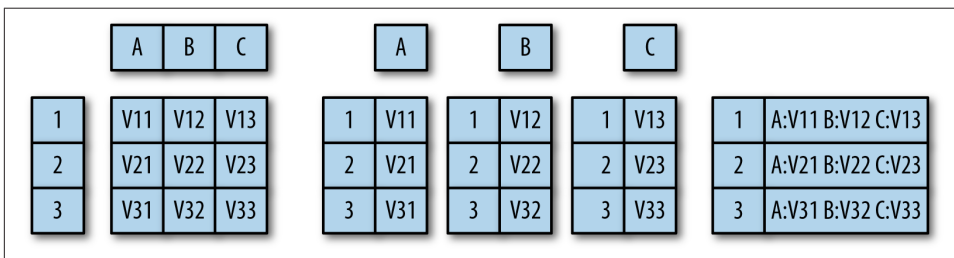 A B C A B C
1 V11 V12 V13 1 V11 1 V12 1 V13 1 A:V11 B:V12 C:V13
2 V21 V22 V23 2 V21 2 V22 2 V23 2 A:V21 B:V22 C:V23
3 V31 V32 V33 3 V31 3 V32 3 V33 3 A:V31 B:V32 C:V33